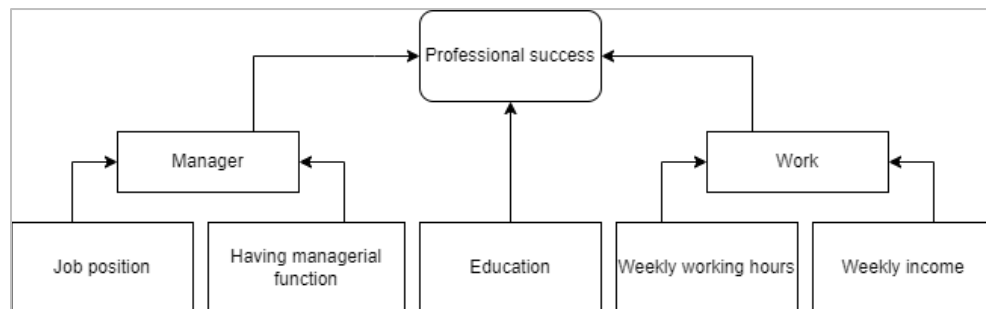 Professional success
Manager
Work
Job position
Having managerial
function
Education
Weekly working hours
Weekly income